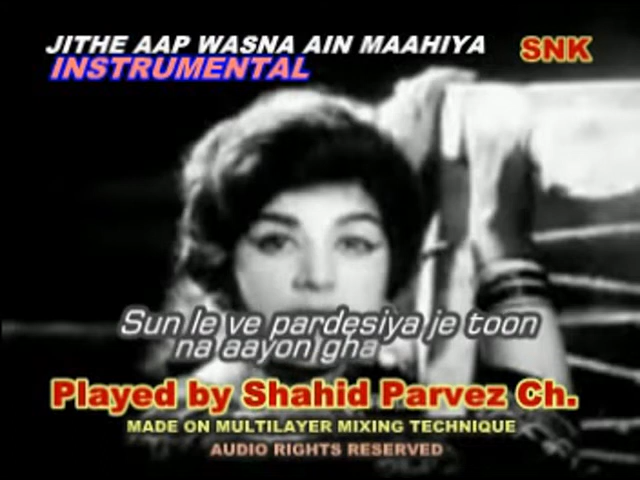 JITHE AAP WASNA AIN MAAHIYA
SNK
INSTRUMENTAL
Sun le ve pardesiya je toon
na aayon gha
Played by Shahid Parvez Ch.
MADE ON MULTILAYER MIXING TECHNIQUE
AUDIO RIGHTS RESERVED